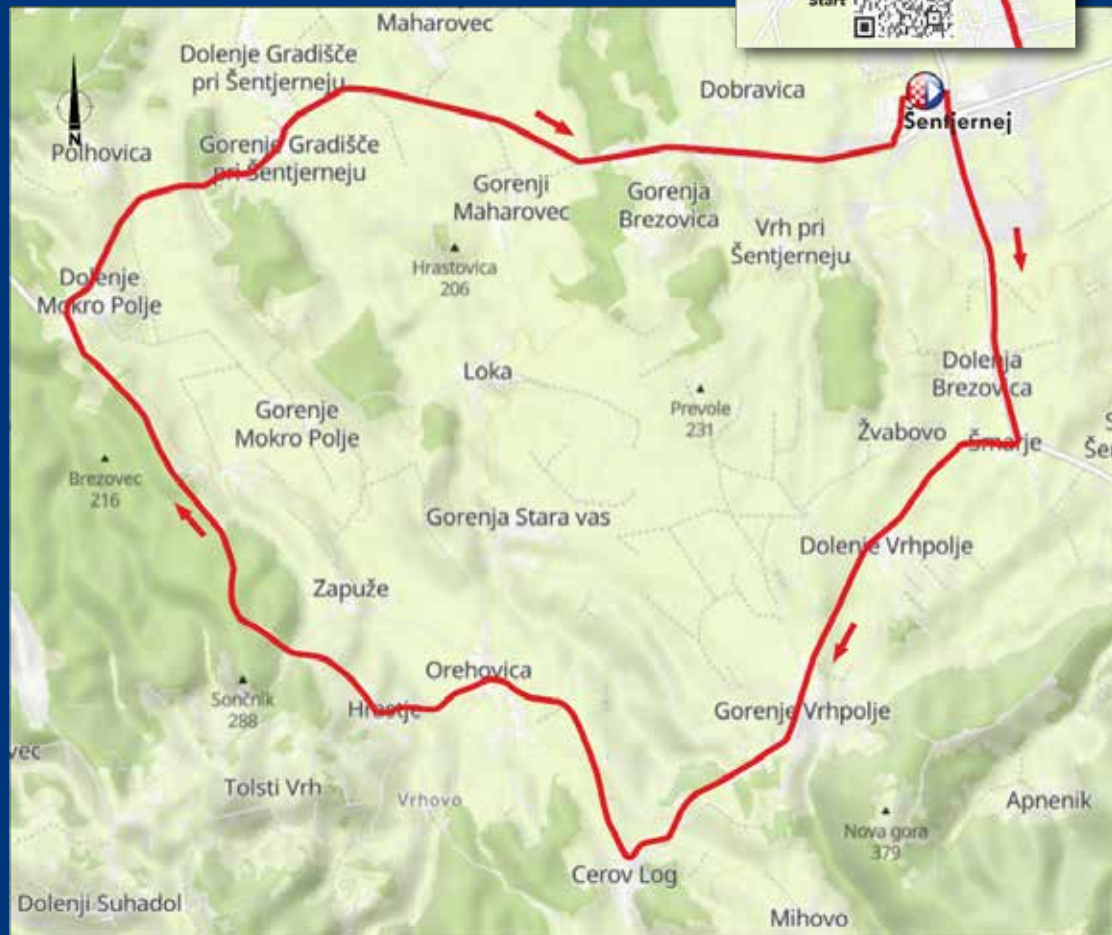 Start
Maharovec
Dolenje Gradišče
pri Šentjerneju
Dobravica
Šentjernej
N
Polhovica
Gorenje Gradišče
pri Šentjerneju
Gorenji
Maharovec
Gorenja
Brezovica
Vrh pri
Šentjerneju
Hrastovica
206
Dolenje
Mokro Polje
Loka
Dolenja
Brezovica
Prevole
231
Gorenje
Mokro Polje
Žvabovo
Šmarje
Š
Šer
Brezovec
216
Gorenja Stara vas
Dolenje Vrhpolje
Zapuže
Orehovica
Sončnik
288
Hrastje
Gorenje Vrhpolje
vec
Tolsti Vrh
Vrhovo
Apnenik
Nova gora
379
Cerov Log
Dolenji Suhadol
Mihovo